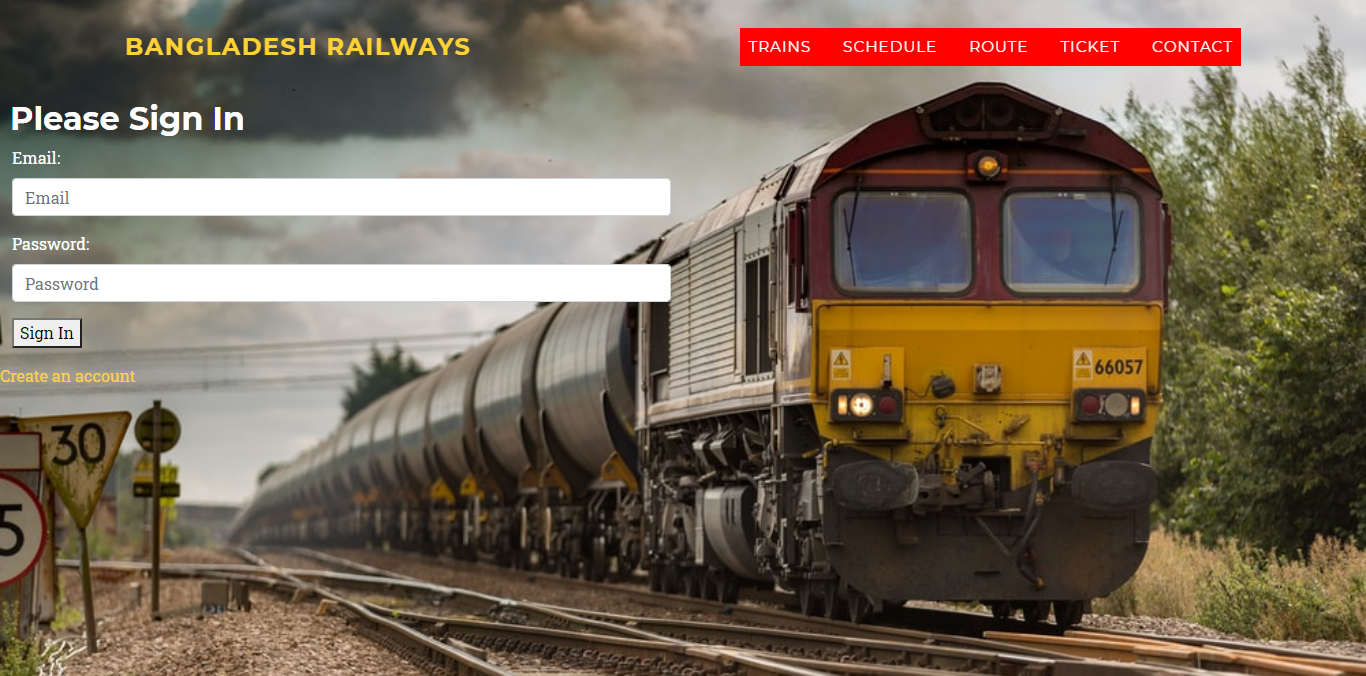 BANGLADESH RAILWAYS
TRAINS SCHEDULE ROUTE TICKET CONTACT
Please Sign In
Email:
Email
Password:
Password
Sign In
Create an account
30
5
66057